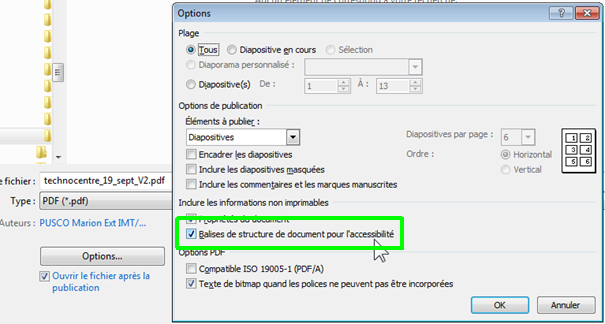 Options
Plage
Tous Diapositive en cours Sélection
Diaporama personnalisé :
Diapositive(s) De : 1 À : 13
Options de publication
Éléments à publier :
Diapositives Diapositives par page : 6
Encadrer les diapositives Ordre : Horizontal
Inclure les diapositives masquées Vertical
Inclure les commentaires et les marques manuscrites
1 2
3 4
5 6
Inclure les informations non imprimables
Propriétés du document
Balises de structure de document pour l'accessibilité
Options PDF
Compatible ISO 19005-1 (PDF/A)
Texte de bitmap quand les polices ne peuvent pas être incorporées
OK Annuler
e fichier : technocentre_19_sept_V2.pdf
Type : PDF (*.pdf)
Auteurs : PUSCO Marion Ext IMT/...
Options...
Ouvrir le fichier après la
publication